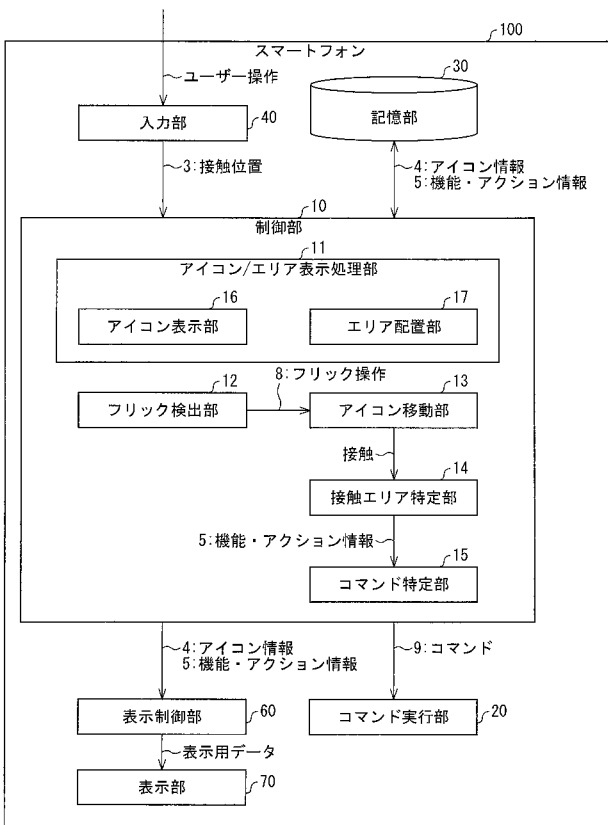 100
スマートフォン
ユーザー操作
30
入力部
40
記憶部
3:接触位置
4:アイコン情報
5:機能・アクション情報
10
制御部
11
アイコン/エリア表示処理部
16
アイコン表示部
17
エリア配置部
8:フリック操作
12
フリック検出部
13
アイコン移動部
接触
14
接触エリア特定部
5:機能・アクション情報
15
コマンド特定部
4:アイコン情報
5:機能・アクション情報
9:コマンド
表示制御部
60
コマンド実行部
20
表示用データ
表示部
70